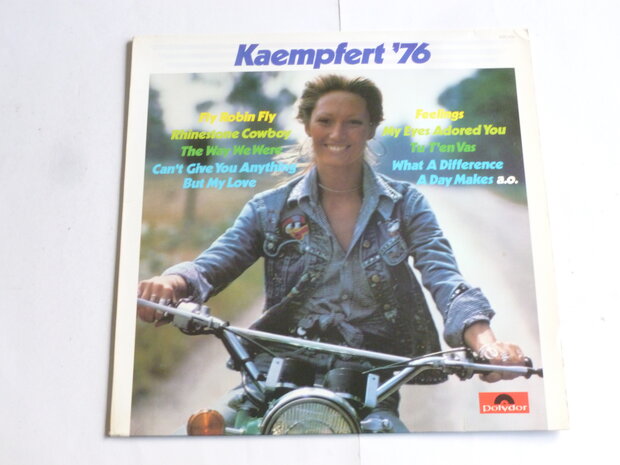 Kaempfert '76
Fly Robin Fly
Rhinestone Cowboy
The Way We Were
Can't Give You Anything
But My Love
Feelings
My Eyes Adored You
Tu T'en Vas
What A Difference
A Day Makes a.o.
Polydor